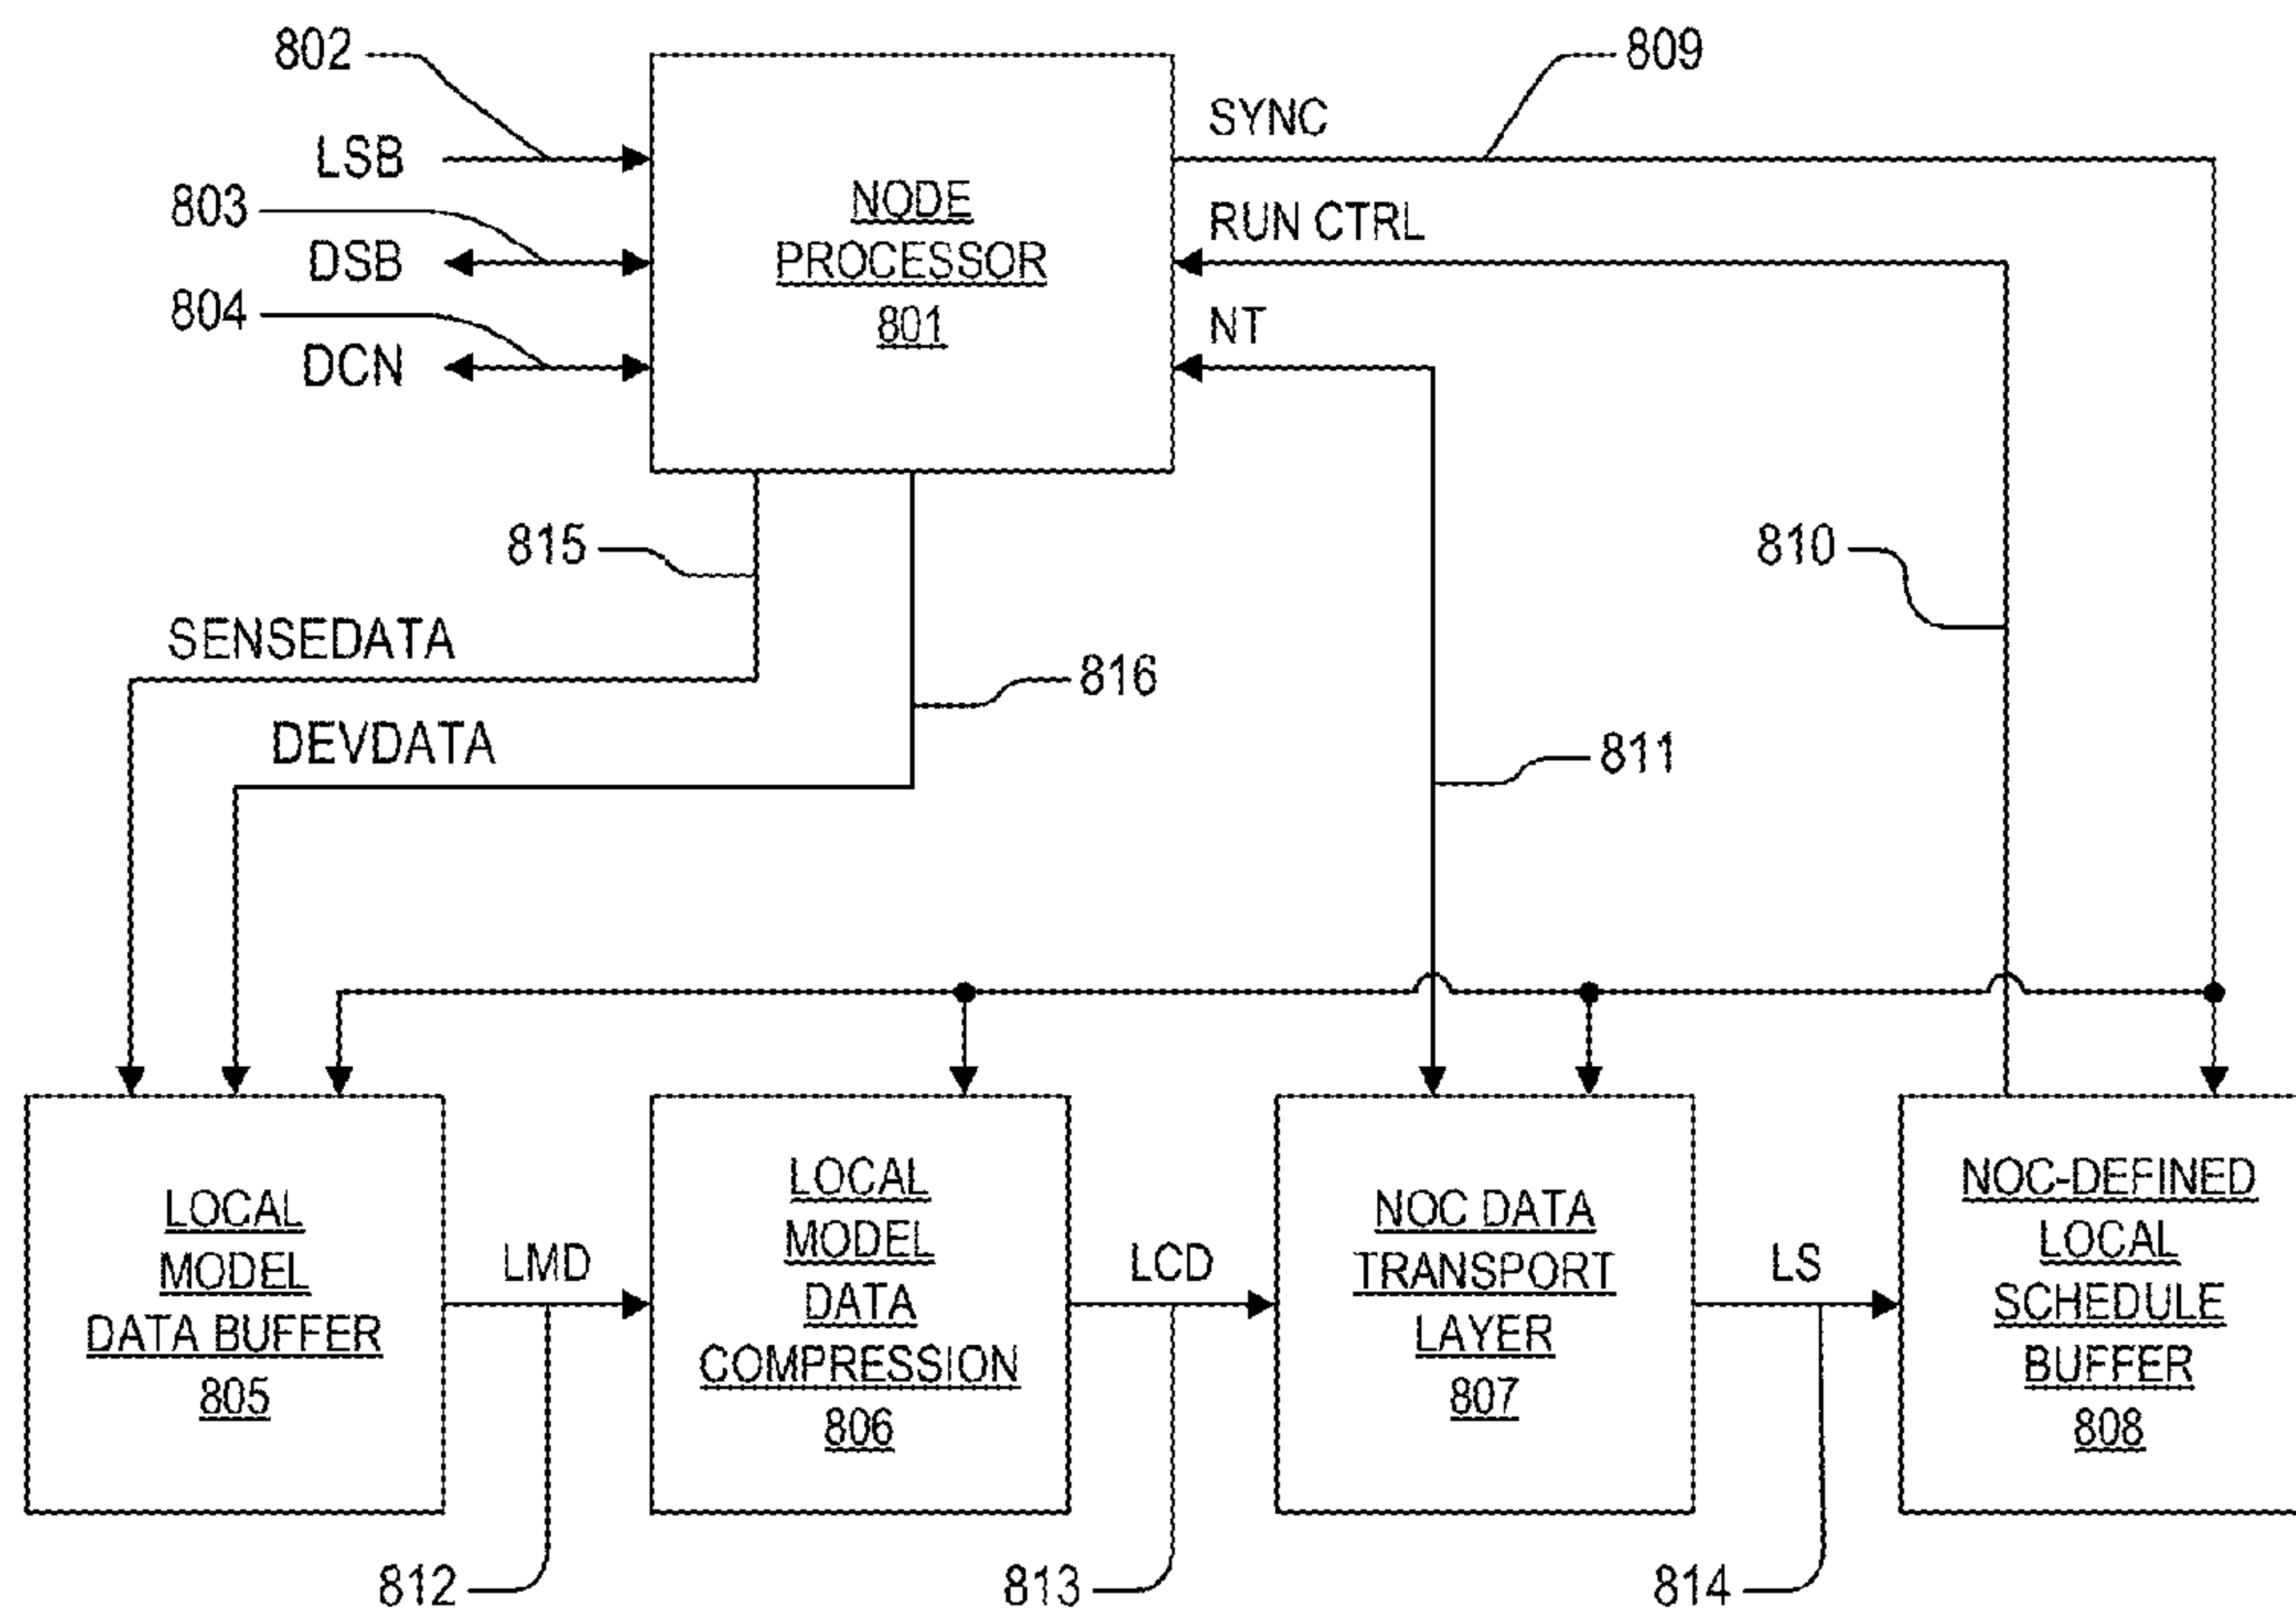 802
809
SYNC
LSB
803
NODE
PROCESSOR
801
RUN CTRL
DSB
804
NT
DCN
815
810
SENSEDATA
816
DEVDATA
811
LOCAL
MODEL
DATA BUFFER
805
LMD
LOCAL
MODEL
DATA
COMPRESSION
806
LCD
NOC DATA
TRANSPORT
LAYER
807
LS
NOC-DEFINED
LOCAL
SCHEDULE
BUFFER
808
812
813
814